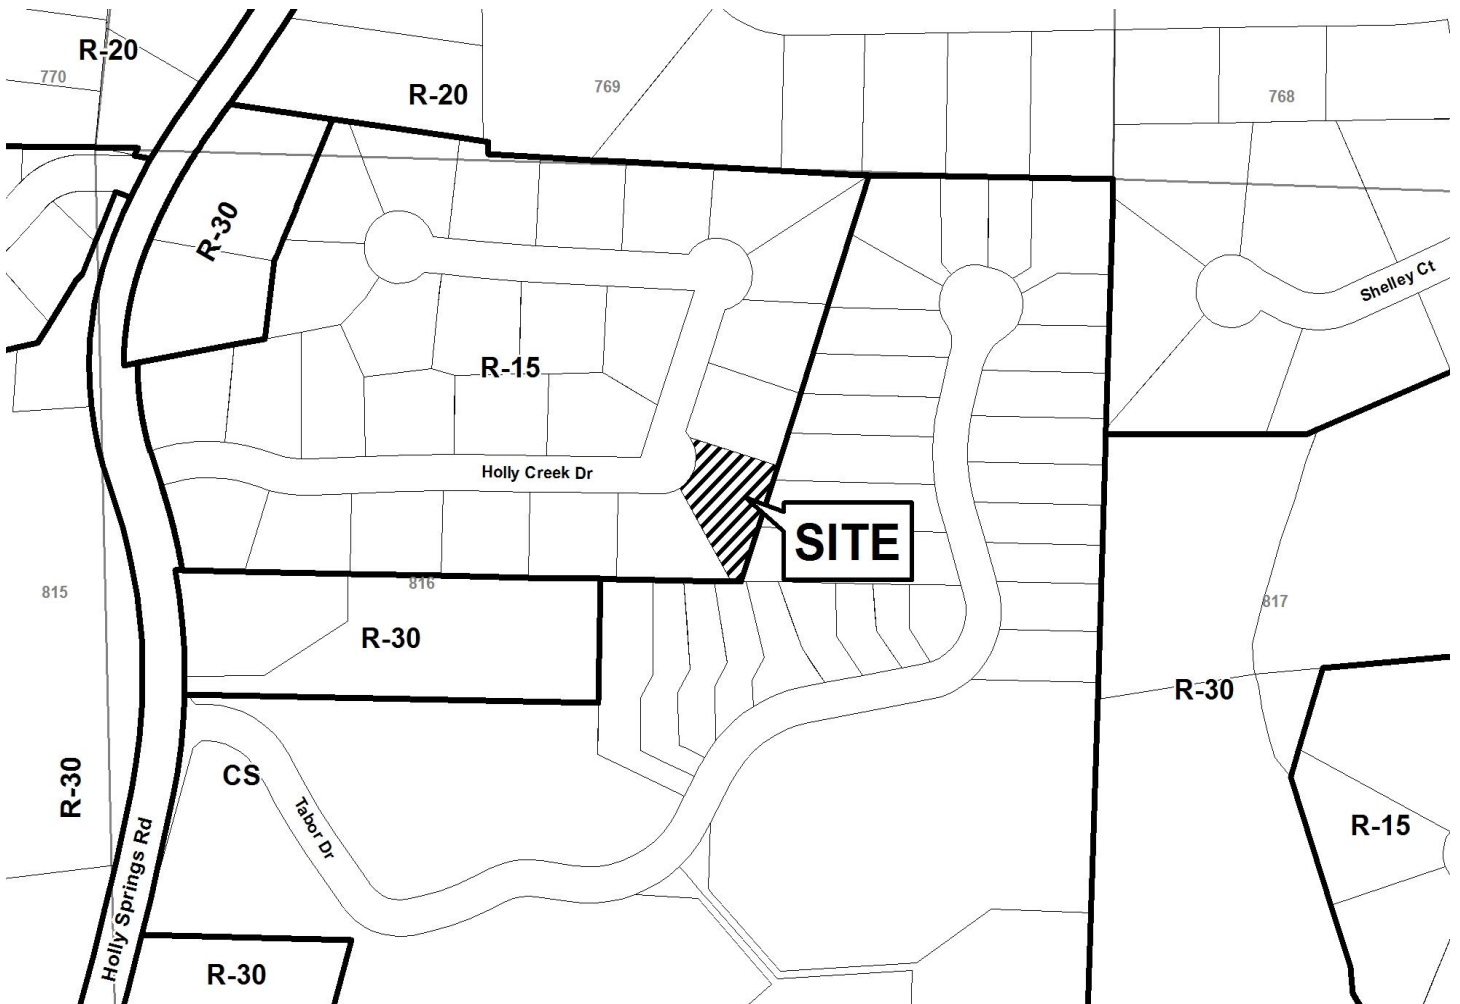 R-20
770
R-20
769
768
R-30
Shelley Ct
R-15
Holly Creek Dr
SITE
815
816
817
R-30
R-30
R-30
CS
Tabor Dr
R-15
Holly Springs Rd
R-30